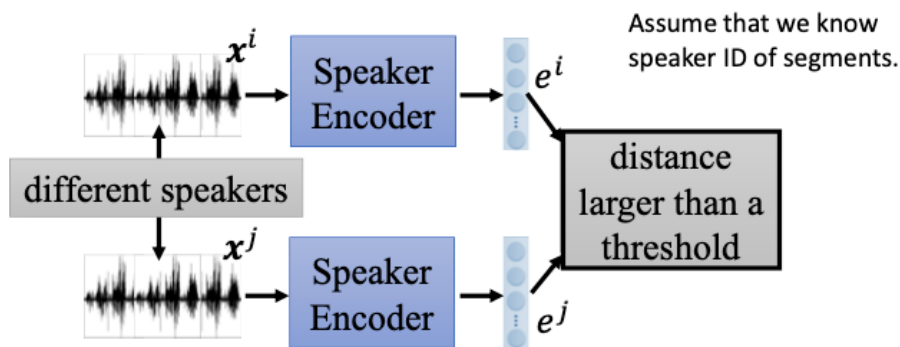 Assume that we know
speaker ID of segments.
x^i
Speaker
Encoder
e^i
different speakers
distance
larger than a
threshold
x^j
Speaker
Encoder
e^j